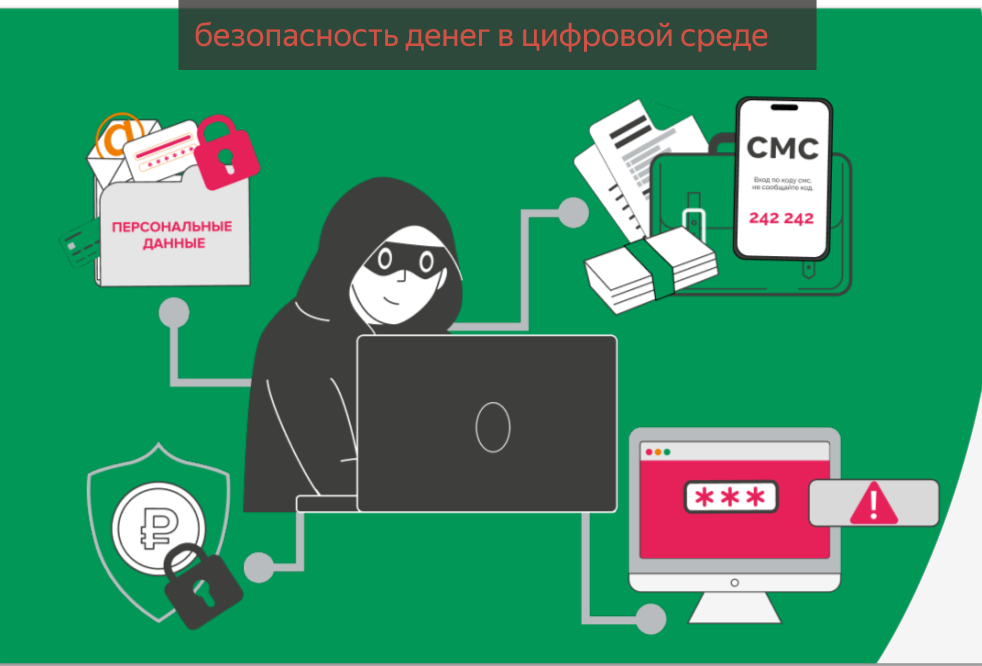 безопасность денег в цифровой среде
@
ПЕРСОНАЛЬНЫЕ
ДАННЫЕ
СМС
Вход по коду смс,
не сообщайте код.
242 242
₽
***
!